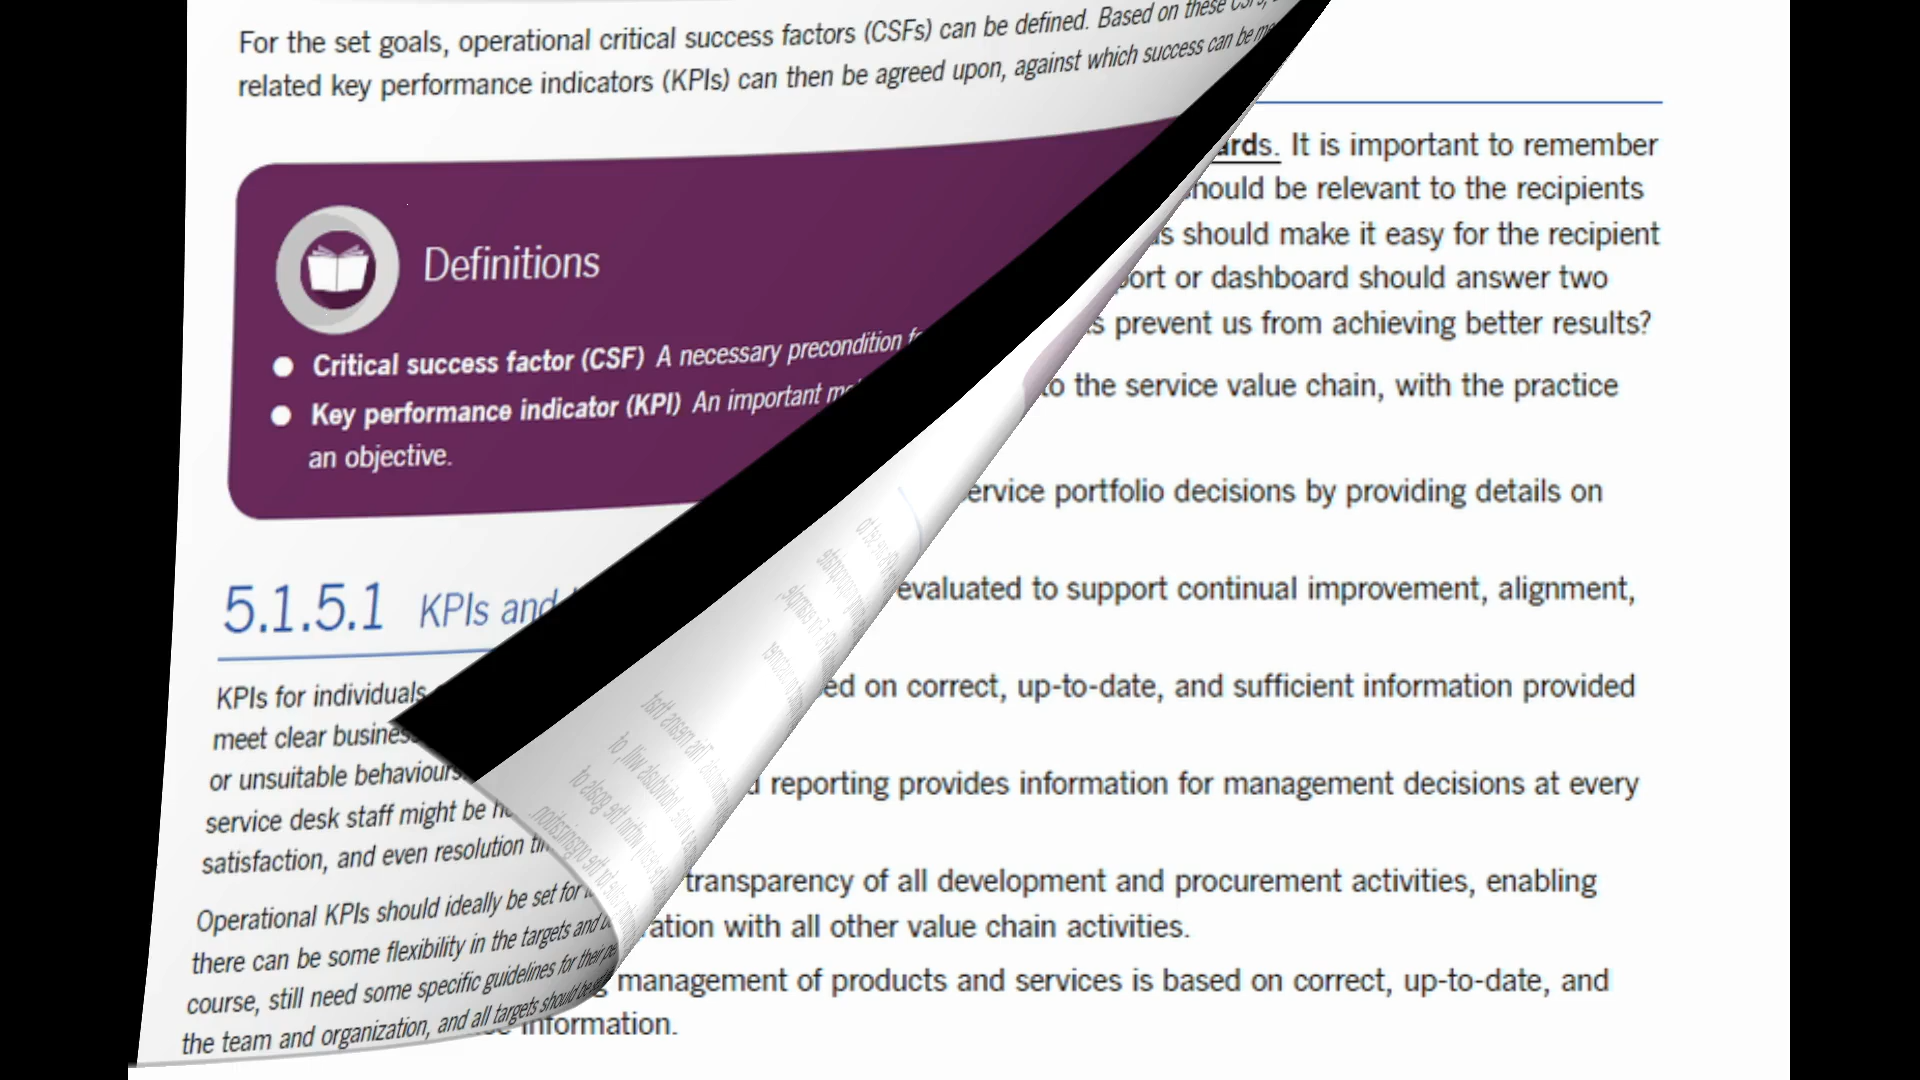 For the set goals, operational critical success factors (CSFs) can be defined. Based on these CSFs,
related key performance indicators (KPIs) can then be agreed upon, against which success can be
Definitions
Critical success factor (CSF) A necessary precondition
Key performance indicator (KPI) An important
an objective.
5.1.5.1 KPIs and
KPIs for individuals
meet clear business
or unsuitable behaviours
service desk staff might be
satisfaction, and even resolution
Operational KPIs should ideally be set for
there can be some flexibility in the targets and
course, still need some specific guidelines for their
the team and organization, and all targets should be
It is important to remember
should be relevant to the recipients
should make it easy for the recipient
or dashboard should answer two
prevent us from achieving better results?
to the service value chain, with the practice
service portfolio decisions by providing details on
evaluated to support continual improvement, alignment,
on correct, up-to-date, and sufficient information provided
reporting provides information for management decisions at every
transparency of all development and procurement activities, enabling
with all other value chain activities.
management of products and services is based on correct, up-to-date, and
information.